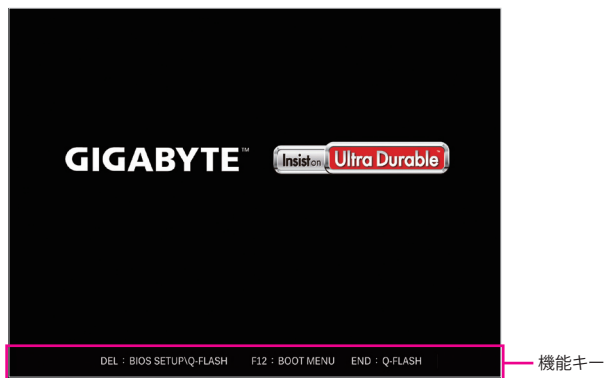 GIGABYTE™ Insist on Ultra Durable™
DEL : BIOS SETUP\Q-FLASH F12 : BOOT MENU END : Q-FLASH
機能キー